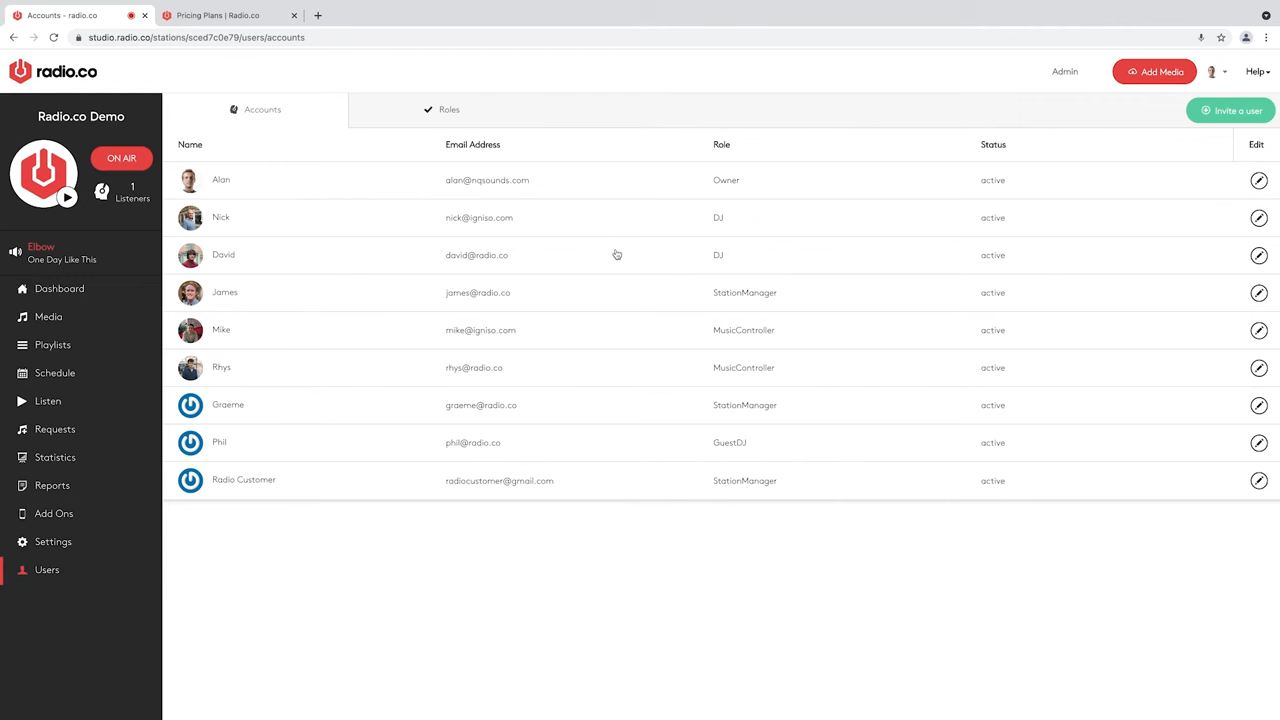 Accounts - radio.co
Pricing Plans | Radio.co
studio.radio.co/stations/sced7c0e79/users/accounts
radio.co
Admin
Add Media
Help
Radio.co Demo
ON AIR
1
Listeners
Elbow
One Day Like This
Dashboard
Media
Playlists
Schedule
Listen
Requests
Statistics
Reports
Add Ons
Settings
Users
Accounts
Roles
Invite a user
Name Email Address Role Status Edit
Alan alan@nqsounds.com Owner active
Nick nick@igniso.com DJ active
David david@radio.co DJ active
James james@radio.co StationManager active
Mike mike@igniso.com MusicController active
Rhys rhys@radio.co MusicController active
Graeme graeme@radio.co StationManager active
Phil phil@radio.co GuestDJ active
Radio Customer radiocustomer@gmail.com StationManager active